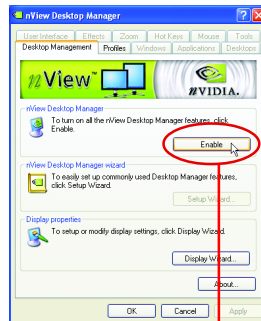 nView Desktop Manager
User Interface Effects Zoom Hot Keys Mouse Tools
Desktop Management Profiles Windows Applications Desktops
nView™
nVIDIA.
nView Desktop Manager
To turn on all the nView Desktop Manager features, click
Enable.
Enable
nView Desktop Manager wizard
To easily set up commonly used Desktop Manager features,
click Setup Wizard.
Setup Wizard...
Display properties
To setup or modify display settings, click Display Wizard.
Display Wizard...
About...
OK Cancel Apply